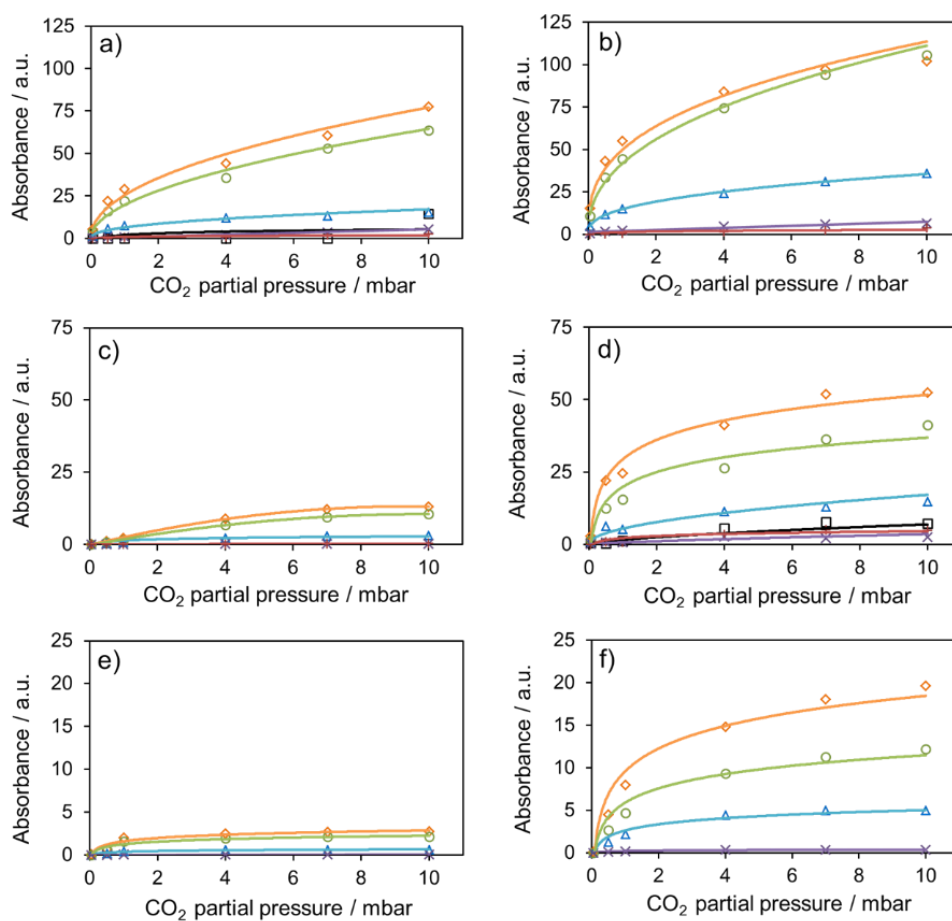 a)
Absorbance / a.u.
125
100
75
50
25
0
0 2 4 6 8 10
CO₂ partial pressure / mbar
b)
Absorbance / a.u.
125
100
75
50
25
0
0 2 4 6 8 10
CO₂ partial pressure / mbar
c)
Absorbance / a.u.
75
50
25
0
0 2 4 6 8 10
CO₂ partial pressure / mbar
d)
Absorbance / a.u.
75
50
25
0
0 2 4 6 8 10
CO₂ partial pressure / mbar
e)
Absorbance / a.u.
25
20
15
10
5
0
0 2 4 6 8 10
CO₂ partial pressure / mbar
f)
Absorbance / a.u.
25
20
15
10
5
0
0 2 4 6 8 10
CO₂ partial pressure / mbar